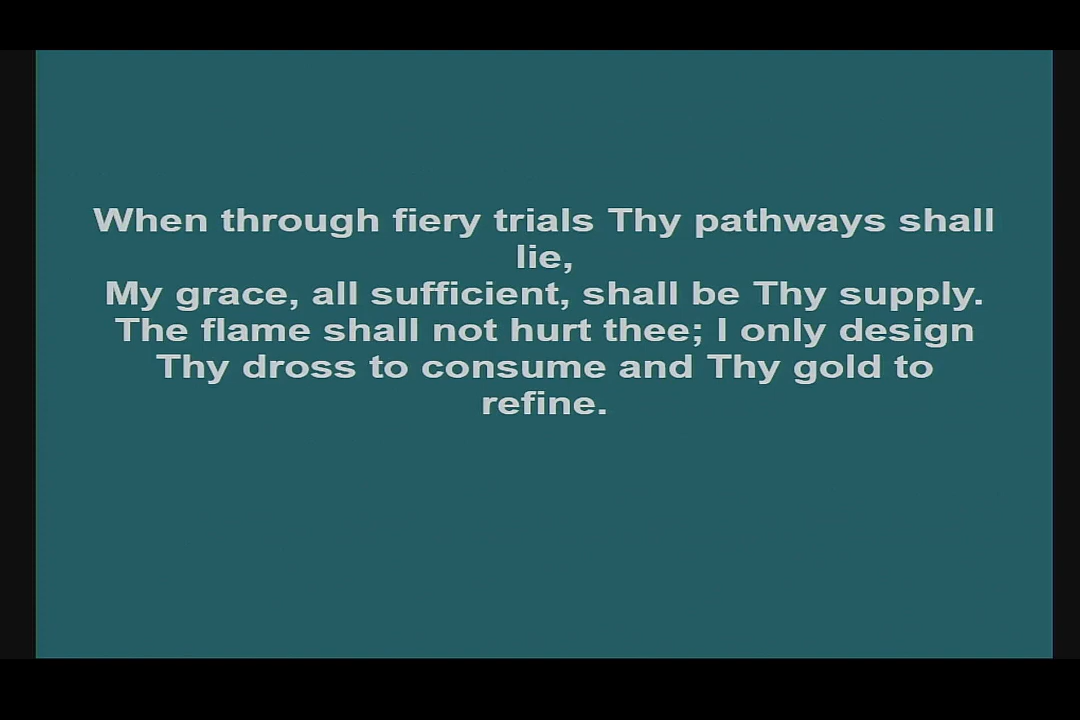 When through fiery trials Thy pathways shall
lie,
My grace, all sufficient, shall be Thy supply.
The flame shall not hurt thee; I only design
Thy dross to consume and Thy gold to
refine.